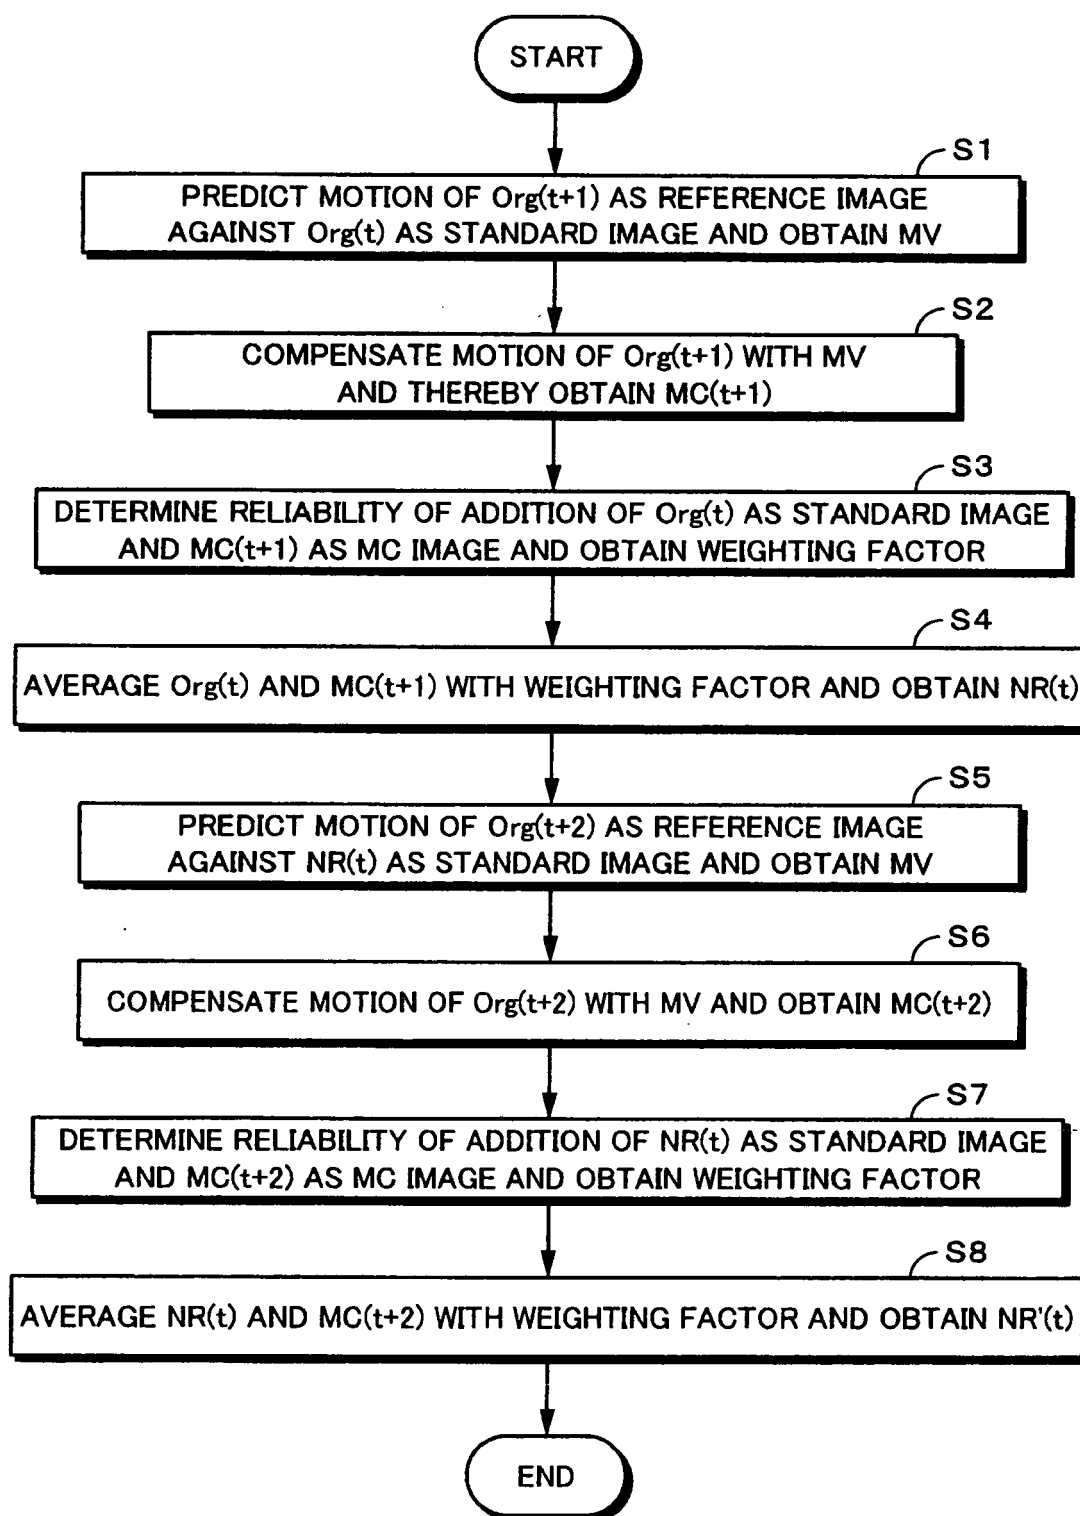 START
S1
PREDICT MOTION OF Org(t+1) AS REFERENCE IMAGE
AGAINST Org(t) AS STANDARD IMAGE AND OBTAIN MV
S2
COMPENSATE MOTION OF Org(t+1) WITH MV
AND THEREBY OBTAIN MC(t+1)
S3
DETERMINE RELIABILITY OF ADDITION OF Org(t) AS STANDARD IMAGE
AND MC(t+1) AS MC IMAGE AND OBTAIN WEIGHTING FACTOR
S4
AVERAGE Org(t) AND MC(t+1) WITH WEIGHTING FACTOR AND OBTAIN NR(t)
S5
PREDICT MOTION OF Org(t+2) AS REFERENCE IMAGE
AGAINST NR(t) AS STANDARD IMAGE AND OBTAIN MV
S6
COMPENSATE MOTION OF Org(t+2) WITH MV AND OBTAIN MC(t+2)
S7
DETERMINE RELIABILITY OF ADDITION OF NR(t) AS STANDARD IMAGE
AND MC(t+2) AS MC IMAGE AND OBTAIN WEIGHTING FACTOR
S8
AVERAGE NR(t) AND MC(t+2) WITH WEIGHTING FACTOR AND OBTAIN NR'(t)
END